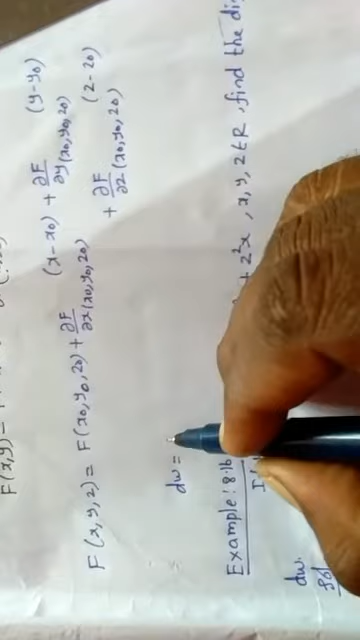 F(x,y) =
F(x,y,z) = F(x₀,y₀,z₀) + ∂F/∂x (x₀,y₀,z₀) (x-x₀) + ∂F/∂y (x₀,y₀,z₀) (y-y₀)
+ ∂F/∂z (x₀,y₀,z₀) (z-z₀)
dw =
Example: 8.16
+ z²x, x,y,z ∈ R, find the
dw.
Sol